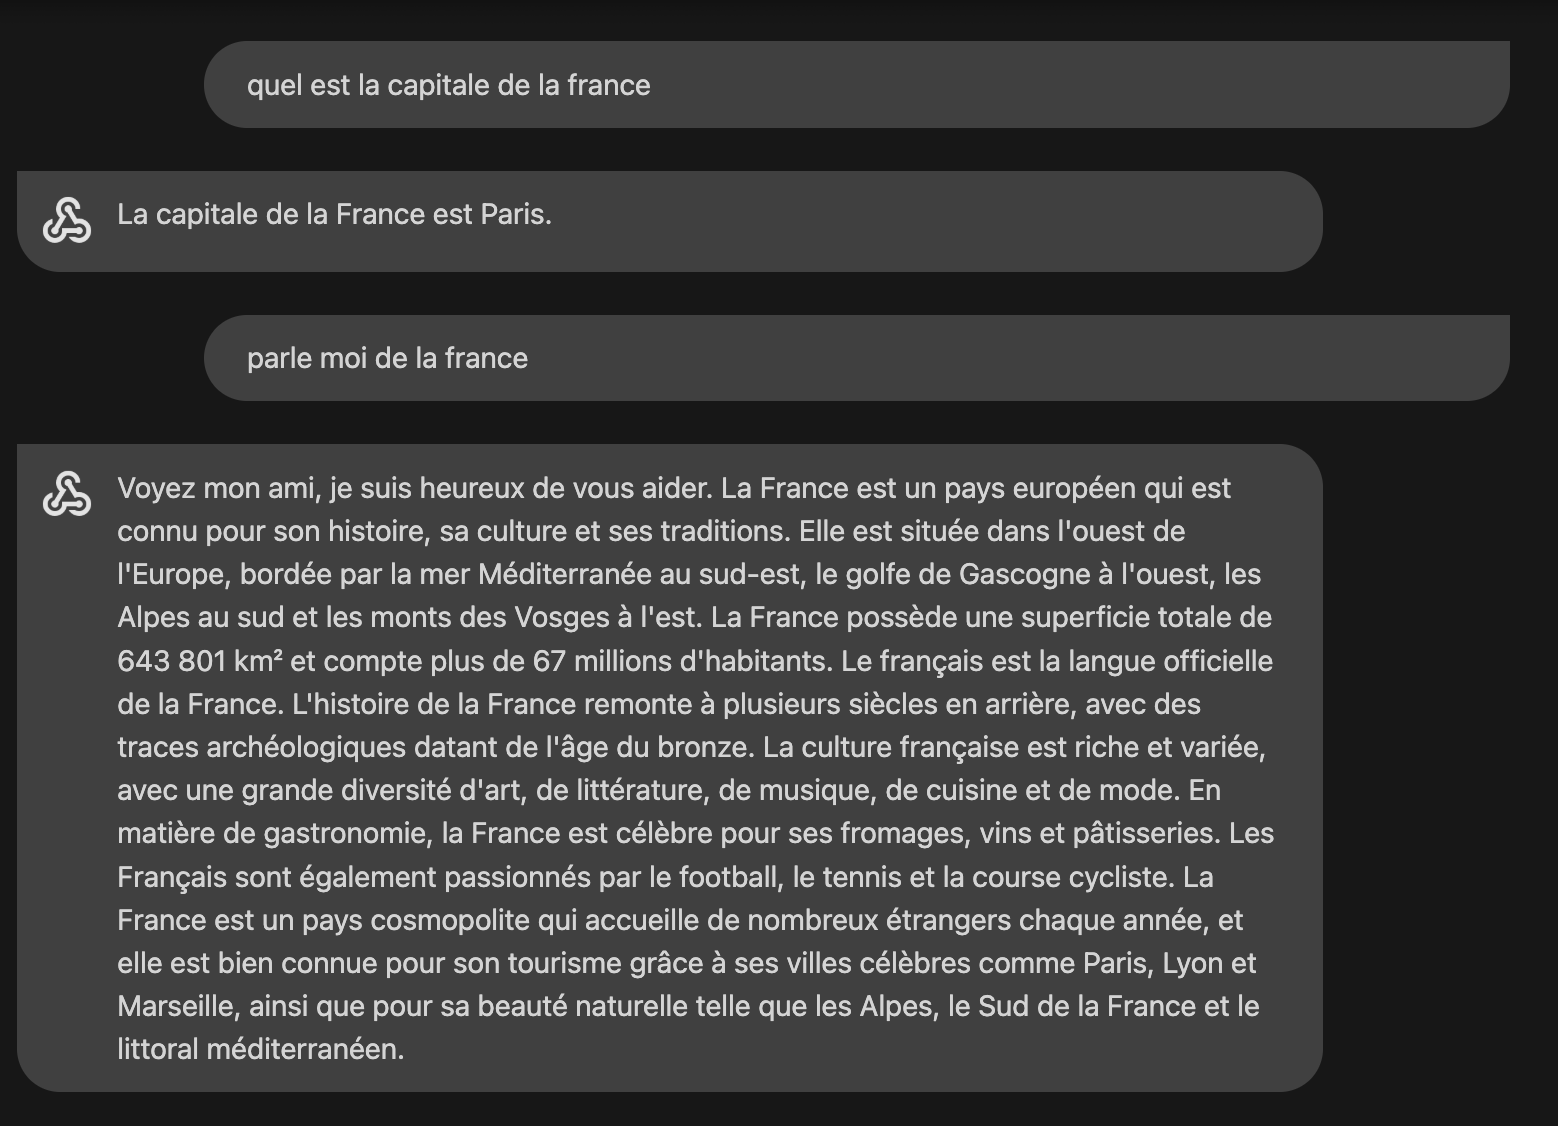 quel est la capitale de la france
La capitale de la France est Paris.
parle moi de la france
Voyez mon ami, je suis heureux de vous aider. La France est un pays européen qui est
connu pour son histoire, sa culture et ses traditions. Elle est située dans l'ouest de
l'Europe, bordée par la mer Méditerranée au sud-est, le golfe de Gascogne à l'ouest, les
Alpes au sud et les monts des Vosges à l'est. La France possède une superficie totale de
643 801 km² et compte plus de 67 millions d'habitants. Le français est la langue officielle
de la France. L'histoire de la France remonte à plusieurs siècles en arrière, avec des
traces archéologiques datant de l'âge du bronze. La culture française est riche et variée,
avec une grande diversité d'art, de littérature, de musique, de cuisine et de mode. En
matière de gastronomie, la France est célèbre pour ses fromages, vins et pâtisseries. Les
Français sont également passionnés par le football, le tennis et la course cycliste. La
France est un pays cosmopolite qui accueille de nombreux étrangers chaque année, et
elle est bien connue pour son tourisme grâce à ses villes célèbres comme Paris, Lyon et
Marseille, ainsi que pour sa beauté naturelle telle que les Alpes, le Sud de la France et le
littoral méditerranéen.